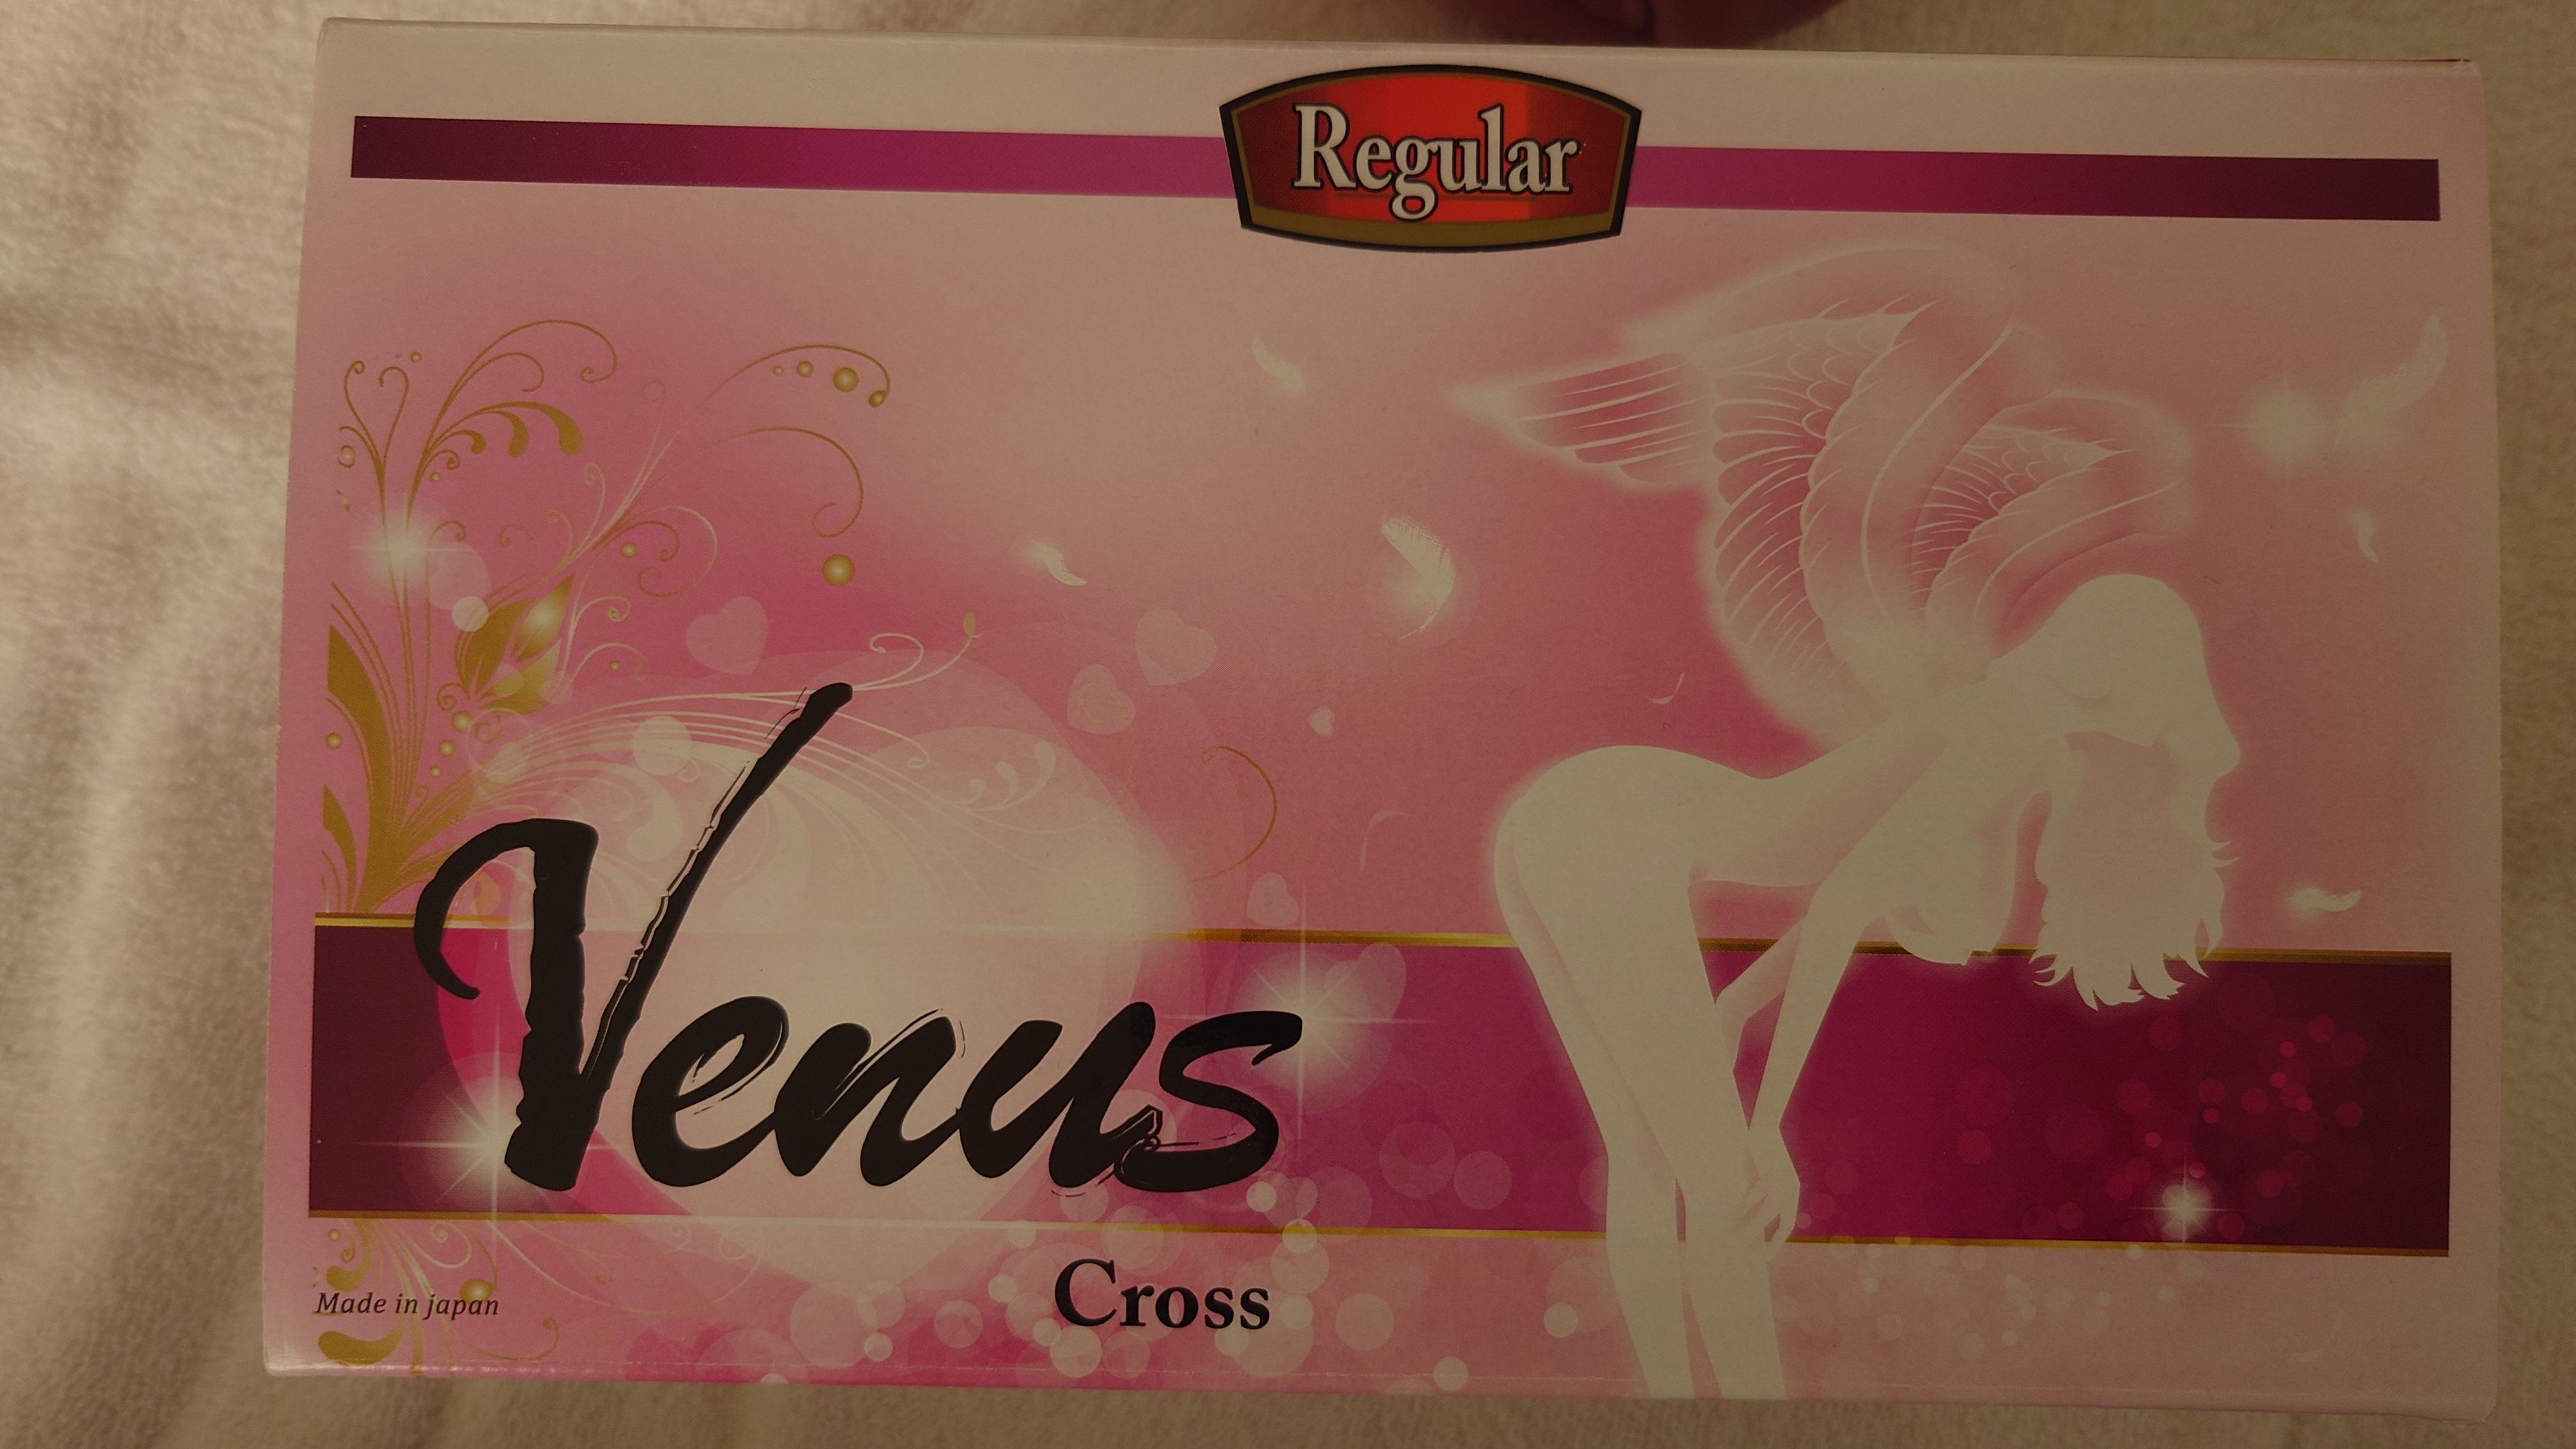 Regular
Venus
Cross
Made in japan